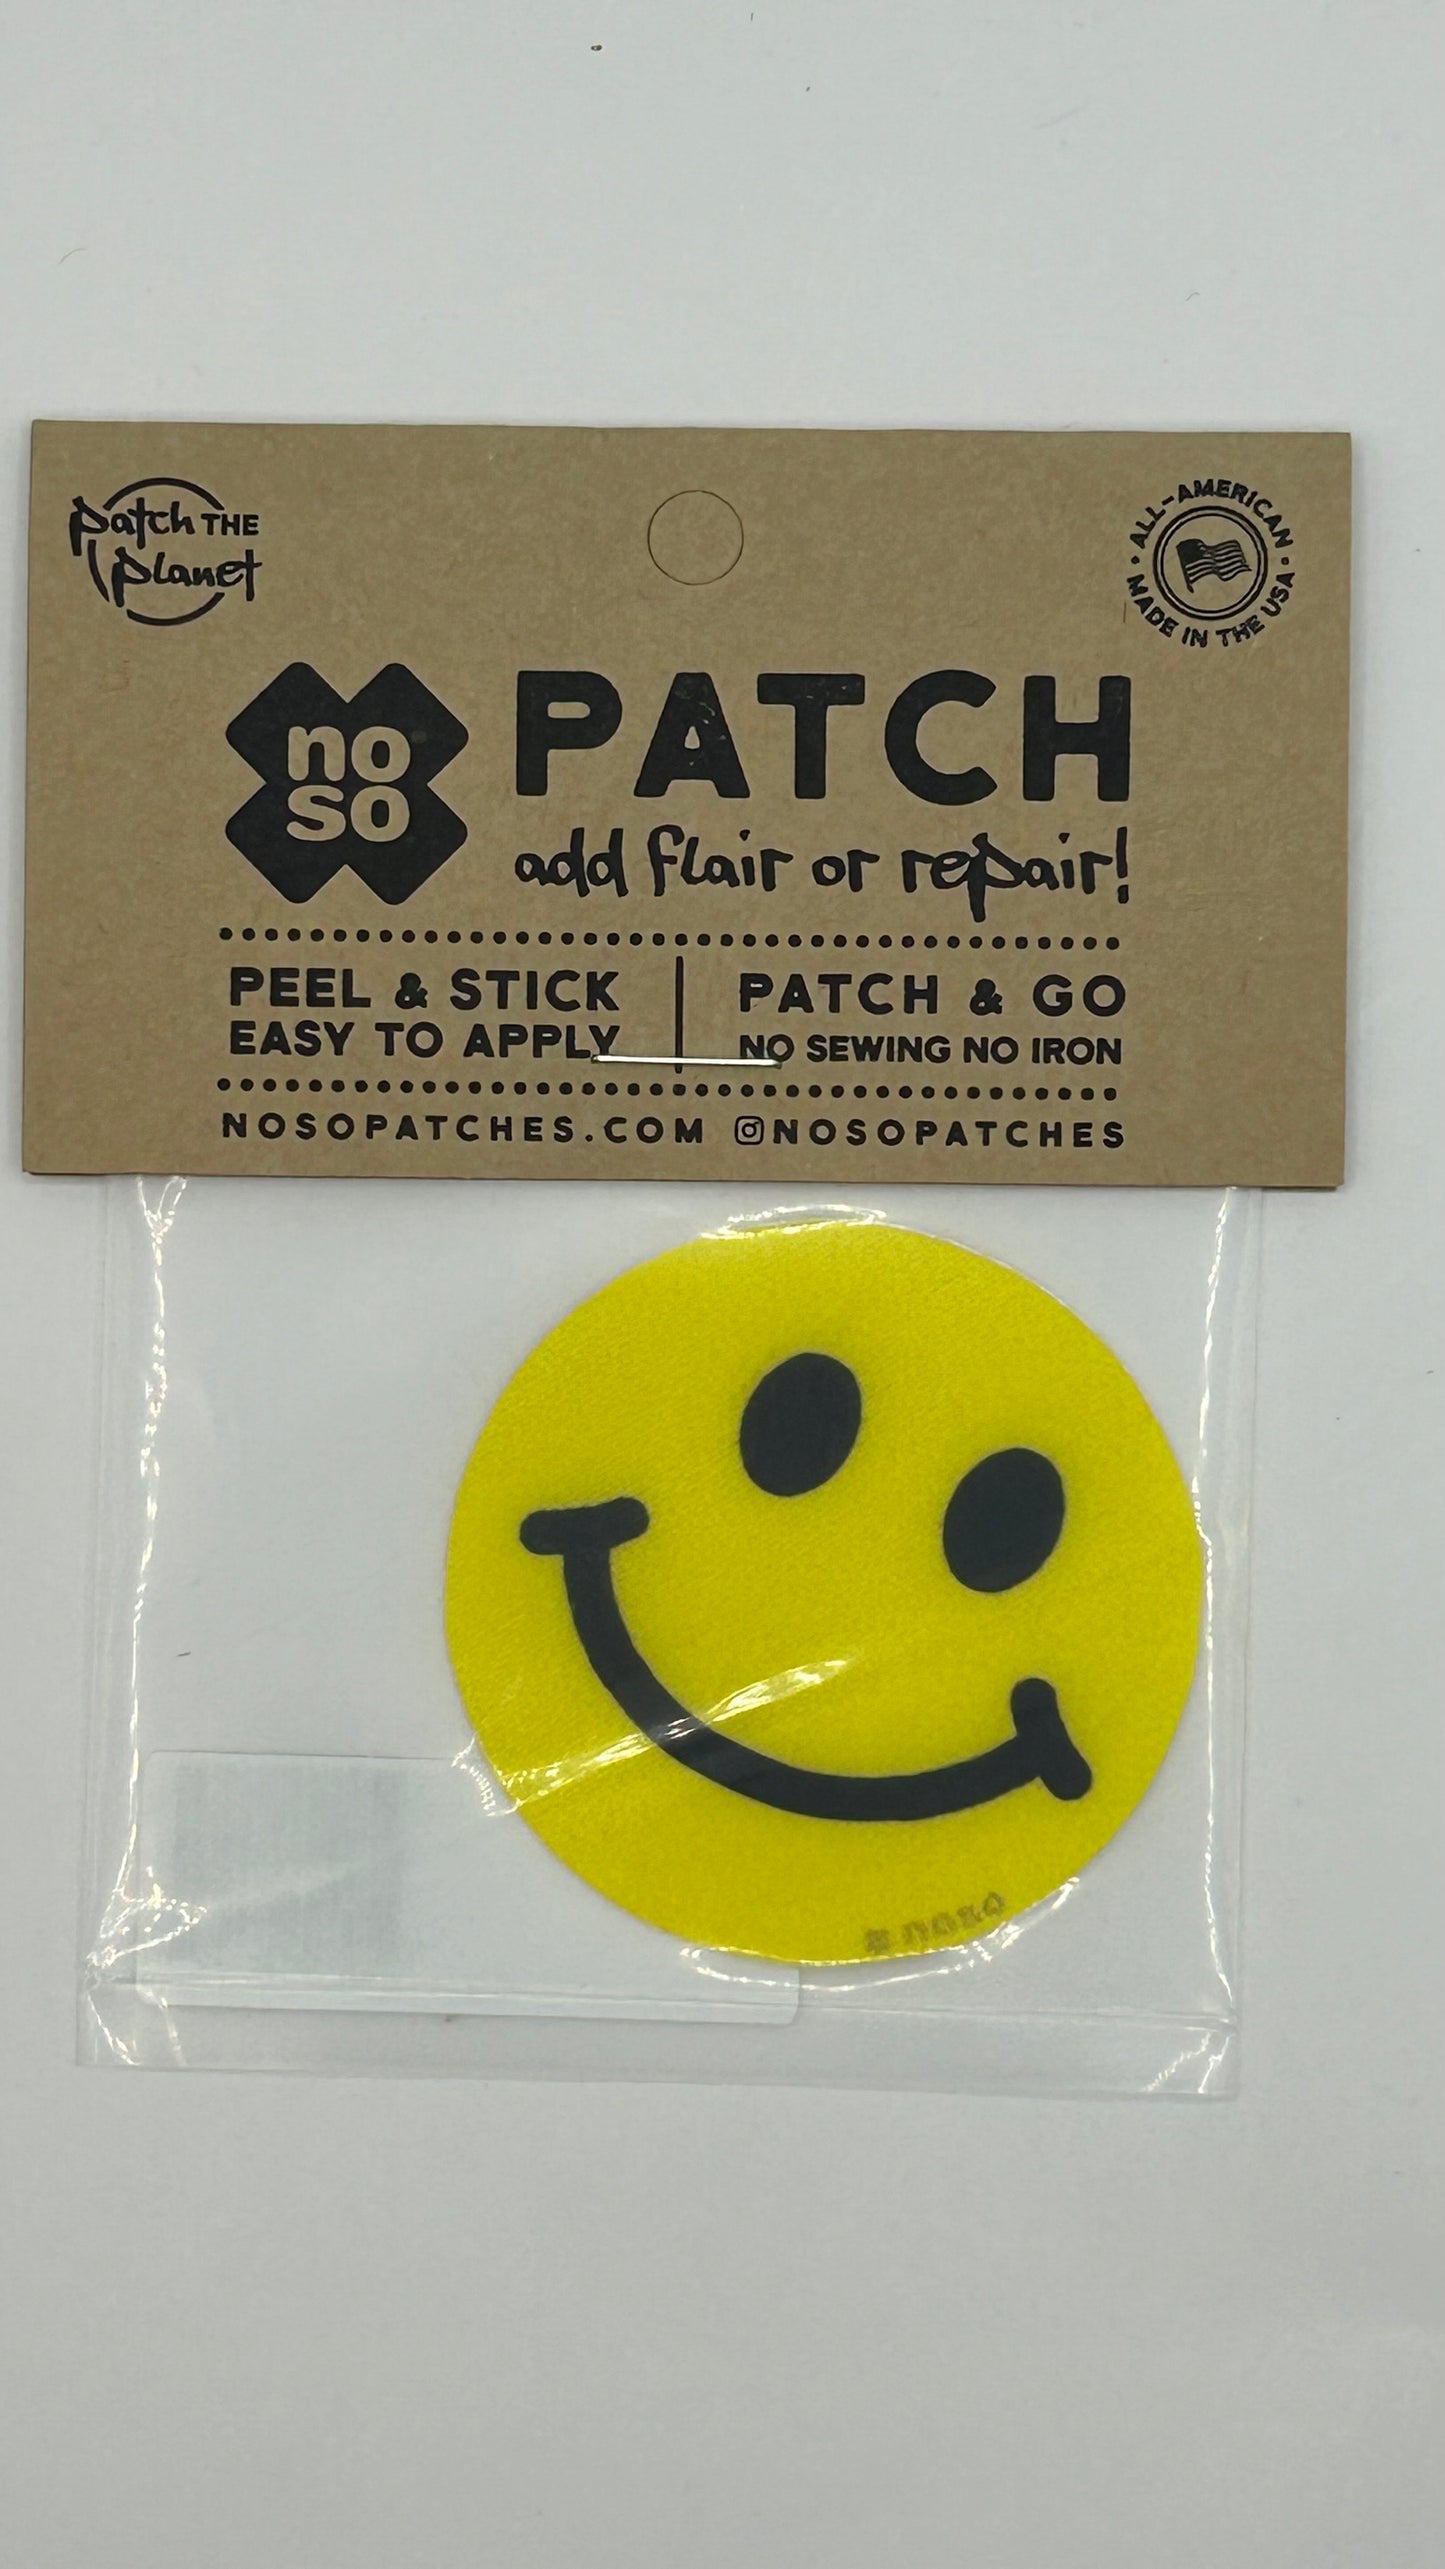 patch THE
planet
ALL-AMERICAN
MADE IN THE USA
no
so
PATCH
add flair or repair!
PEEL & STICK
EASY TO APPLY
PATCH & GO
NO SEWING NO IRON
NOSOPATCHES.COM NOSOPATCHES
noso